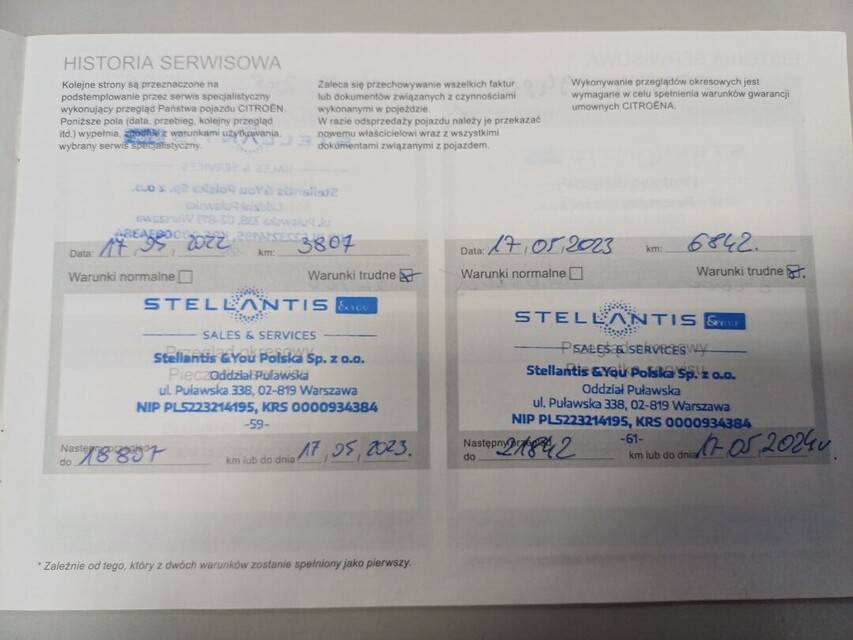 HISTORIA SERWISOWA
Kolejne strony są przeznaczone na
podstemplowanie przez serwis specjalistyczny
wykonujący przegląd Państwa pojazdu CITROËN.
Poniższe pola (data, przebieg, kolejny przegląd
itd.) wypełnia, zgodnie z warunkami użytkowania,
wybrany serwis specjalistyczny.
Zaleca się przechowywanie wszelkich faktur
lub dokumentów związanych z czynnościami
wykonanymi w pojeździe.
W razie odsprzedaży pojazdu należy je przekazać
nowemu właścicielowi wraz z wszystkimi
dokumentami związanymi z pojazdem.
Wykonywanie przeglądów okresowych jest
wymagane w celu spełnienia warunków gwarancji
umownych CITROËNA.
Data: 17.05.2022 km: 3807
Warunki normalne Warunki trudne
STELLANTIS &YOU
SALES & SERVICES
Przegląd okresowy
Stellantis &You Polska Sp. z o.o.
Oddział Puławska
ul. Puławska 338, 02-819 Warszawa
NIP PL5223214195, KRS 0000934384
-59-
Następny przegląd
do 18807 km lub do dnia 17.05.2023.
Data: 17.05.2023 km: 6842.
Warunki normalne Warunki trudne
STELLANTIS &YOU
SALES & SERVICES
Przegląd okresowy
Stellantis &You Polska Sp. z o.o.
Oddział Puławska
ul. Puławska 338, 02-819 Warszawa
NIP PL5223214195, KRS 0000934384
-61-
Następny przegląd
do 21842 km lub do dnia 17.05.2024r.
* Zależnie od tego, który z dwóch warunków zostanie spełniony jako pierwszy.